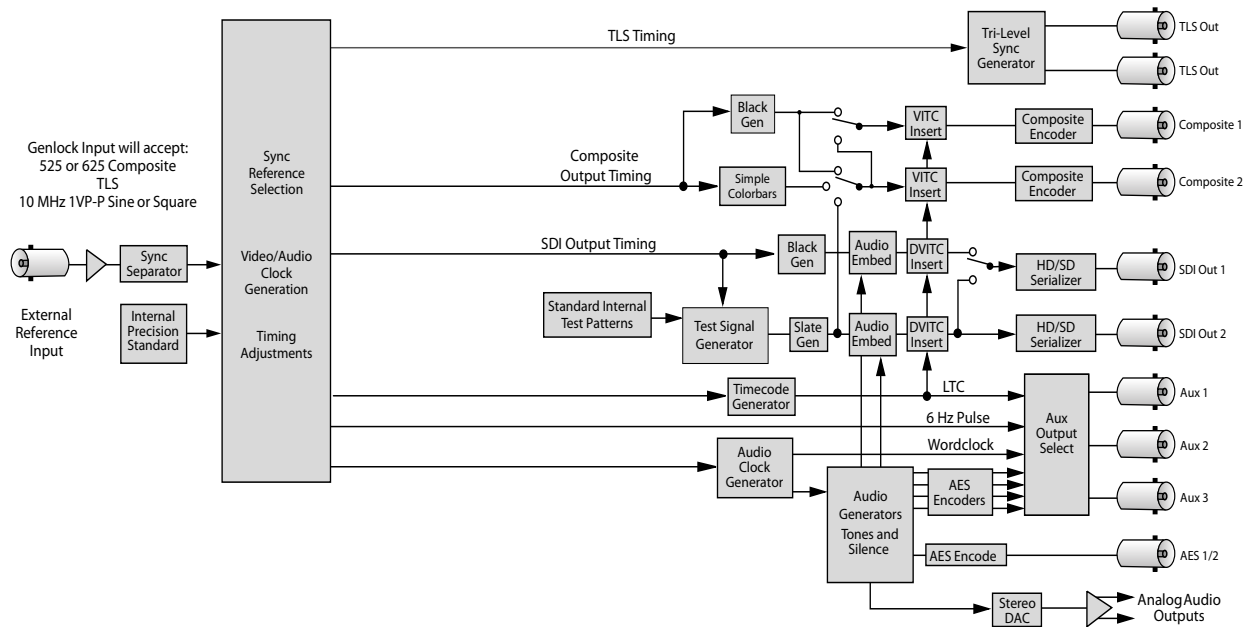 TLS Timing
Tri-Level
Sync
Generator
TLS Out
TLS Out
Genlock Input will accept:
525 or 625 Composite
TLS
10 MHz 1VP-P Sine or Square
Sync
Reference
Selection
Video/Audio
Clock
Generation
Timing
Adjustments
Sync
Separator
External
Reference
Input
Internal
Precision
Standard
Composite
Output Timing
Black
Gen
Simple
Colorbars
VITC
Insert
Composite
Encoder
Composite 1
VITC
Insert
Composite
Encoder
Composite 2
SDI Output Timing
Black
Gen
Audio
Embed
DVITC
Insert
HD/SD
Serializer
SDI Out 1
Standard Internal
Test Patterns
Test Signal
Generator
Slate
Gen
Audio
Embed
DVITC
Insert
HD/SD
Serializer
SDI Out 2
Timecode
Generator
LTC
6 Hz Pulse
Wordclock
Audio
Clock
Generator
Aux
Output
Select
Aux 1
Aux 2
Aux 3
Audio
Generators
Tones and
Silence
AES
Encoders
AES Encode
AES 1/2
Stereo
DAC
Analog Audio
Outputs